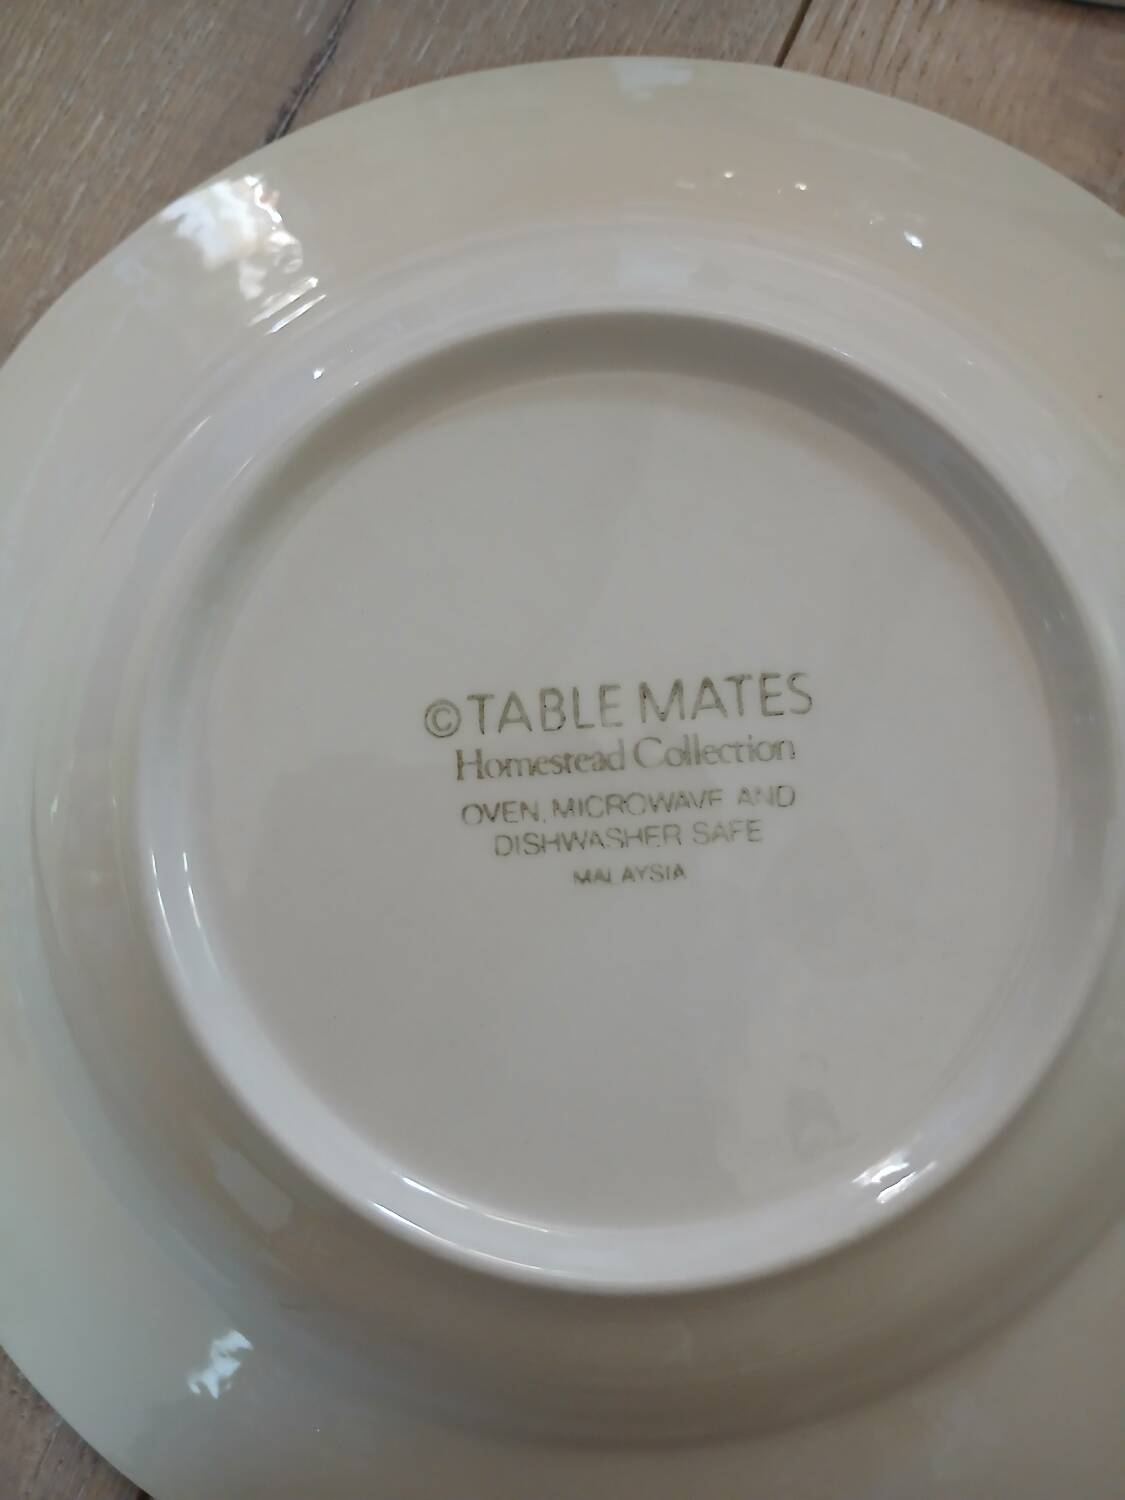 ©TABLE MATES
Homestead Collection
OVEN, MICROWAVE AND
DISHWASHER SAFE
MALAYSIA